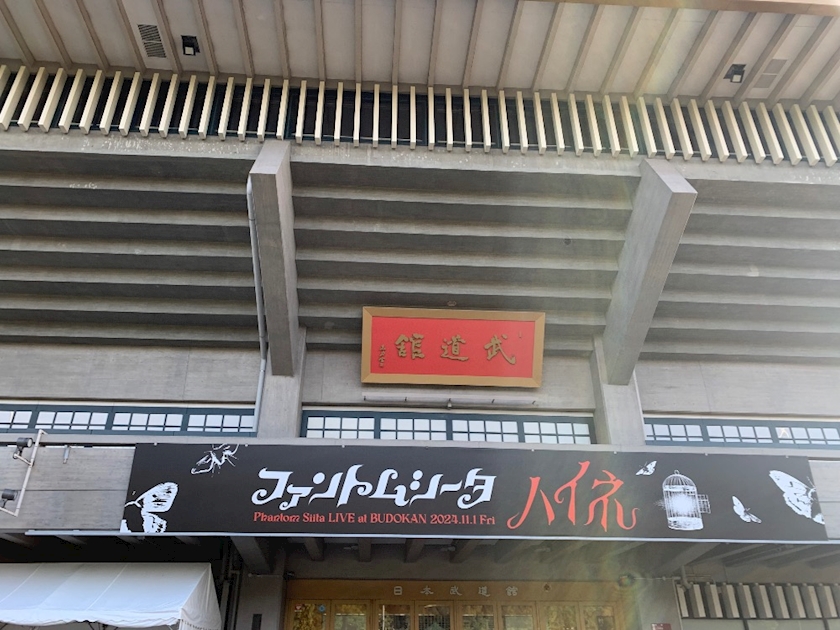 武道館
ファントムシータ
ハイネ
Phantom Siita LIVE at BUDOKAN 2024.11.1 Fri
日本武道館